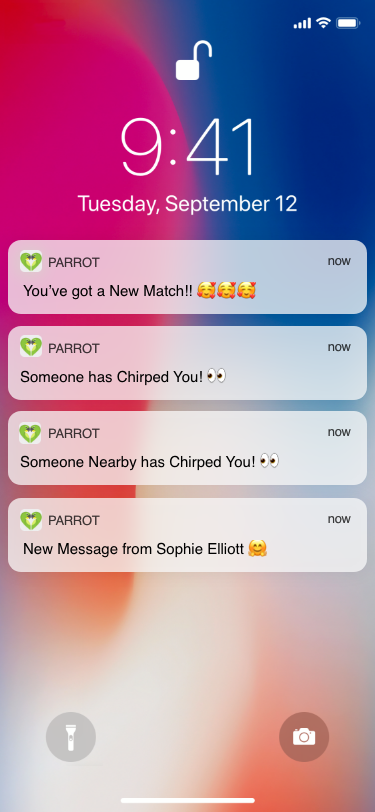 9:41
Tuesday, September 12
PARROT now
You've got a New Match!! 🥰🥰🥰
PARROT now
Someone has Chirped You! 👀
PARROT now
Someone Nearby has Chirped You! 👀
PARROT now
New Message from Sophie Elliott 🤗